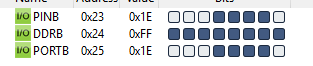 Name Address Value Bits
I/O PINB 0x23 0x1E
I/O DDRB 0x24 0xFF
I/O PORTB 0x25 0x1E